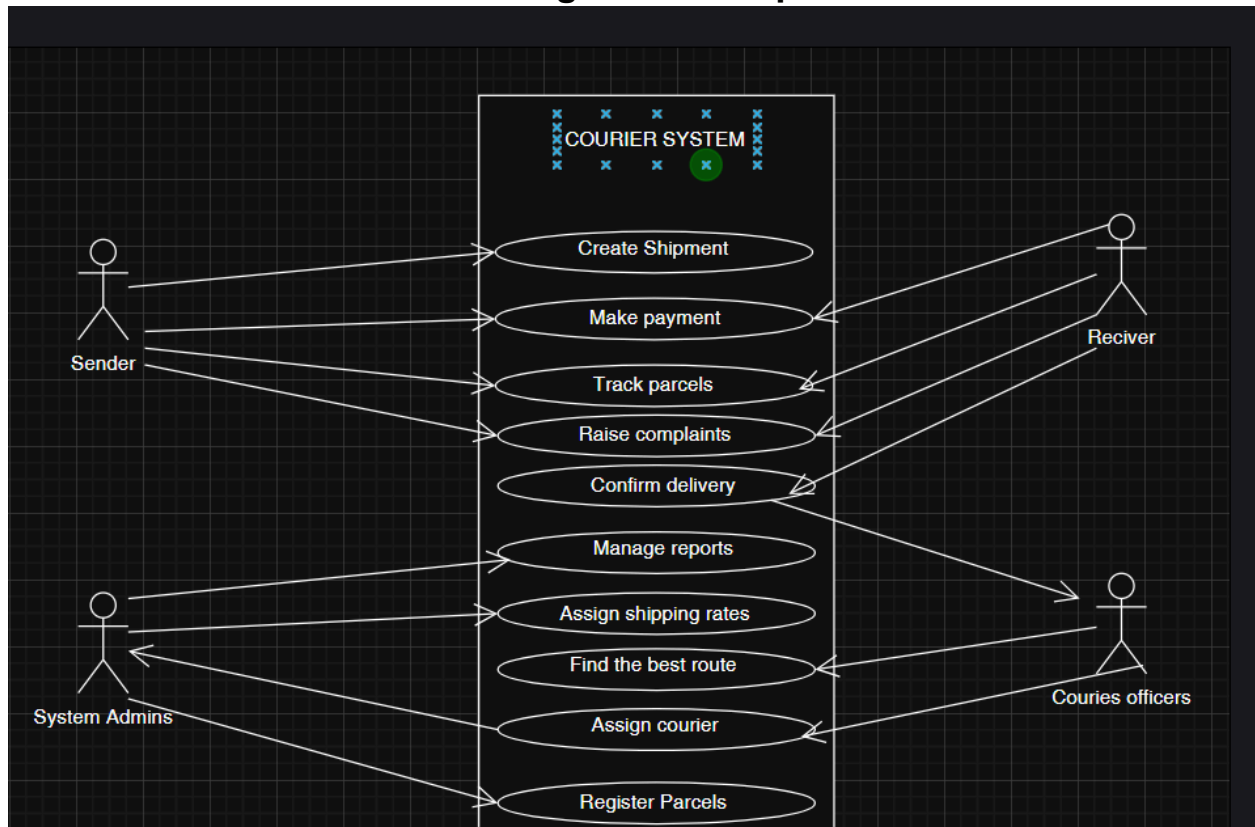 COURIER SYSTEM
Create Shipment
Make payment
Track parcels
Raise complaints
Confirm delivery
Manage reports
Assign shipping rates
Find the best route
Assign courier
Register Parcels
Sender
System Admins
Reciver
Couries officers